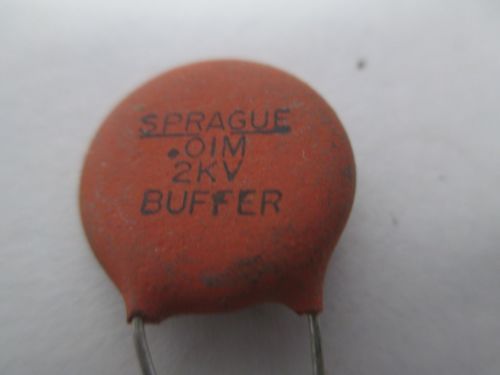 SPRAGUE
.01M
2KV
BUFFER